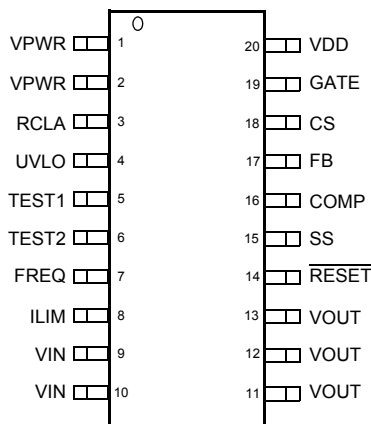 VPWR 1 20 VDD
VPWR 2 19 GATE
RCLA 3 18 CS
UVLO 4 17 FB
TEST1 5 16 COMP
TEST2 6 15 SS
FREQ 7 14 RESET
ILIM 8 13 VOUT
VIN 9 12 VOUT
VIN 10 11 VOUT